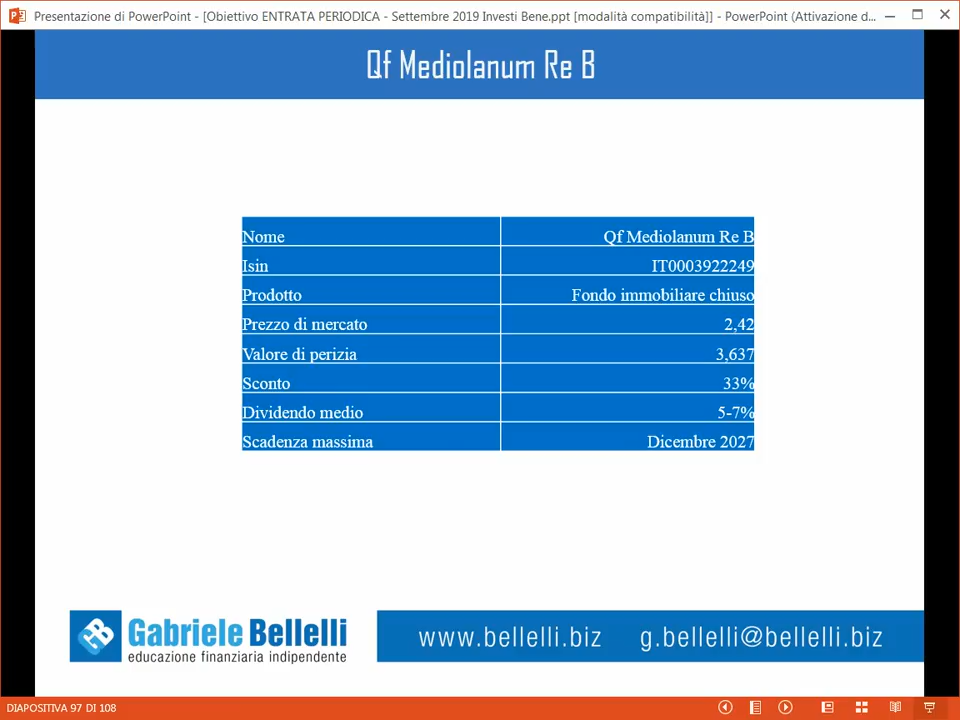 Presentazione di PowerPoint - [Obiettivo ENTRATA PERIODICA - Settembre 2019 Investi Bene.ppt [modalità compatibilità]] - PowerPoint (Attivazione d...
Qf Mediolanum Re B
Nome Qf Mediolanum Re B
Isin IT0003922249
Prodotto Fondo immobiliare chiuso
Prezzo di mercato 2,42
Valore di perizia 3,637
Sconto 33%
Dividendo medio 5-7%
Scadenza massima Dicembre 2027
GB Gabriele Bellelli
educazione finanziaria indipendente
www.bellelli.biz g.bellelli@bellelli.biz
DIAPOSITIVA 97 DI 108